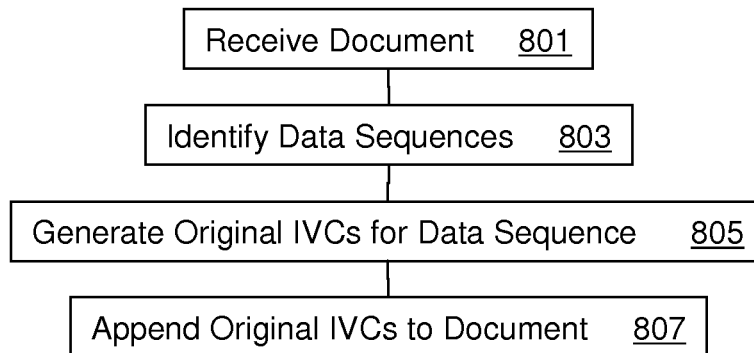 Receive Document 801
Identify Data Sequences 803
Generate Original IVCs for Data Sequence 805
Append Original IVCs to Document 807